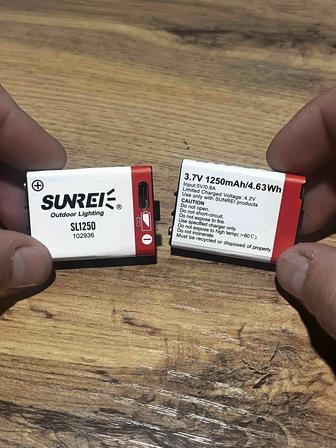 SUNREI®
Outdoor Lighting
SL1250
102936
3.7V 1250mAh/4.63Wh
Input:5V/0.8A
Limited Charged Voltage: 4.2V
Use only with SUNREI products
CAUTION
Do not open.
Do not short-circuit.
Do not expose to fire.
Use specified charger only.
Do not expose to high temp(>60℃).
Do not incinerate
Must be recycled or disposed of properly